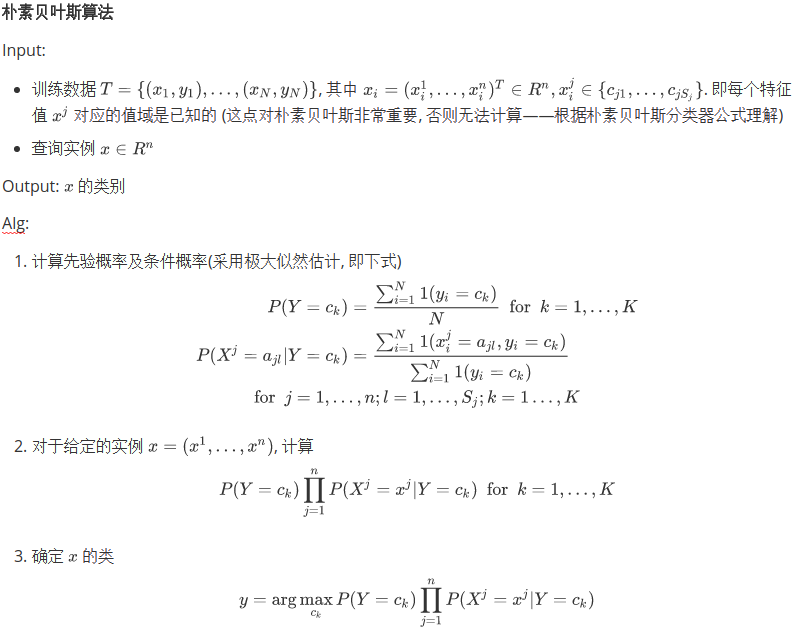 朴素贝叶斯算法
Input:
• 训练数据 $T = \{(x_1, y_1), \ldots, (x_N, y_N)\}$, 其中 $x_i = (x_i^1, \ldots, x_i^n)^T \in R^n, x_i^j \in \{c_{j1}, \ldots, c_{jS_j}\}$. 即每个特征
值 $x^j$ 对应的值域是已知的 (这点对朴素贝叶斯非常重要, 否则无法计算——根据朴素贝叶斯分类器公式理解)
• 查询实例 $x \in R^n$
Output: $x$ 的类别
Alg:
1. 计算先验概率及条件概率(采用极大似然估计, 即下式)
$P(Y = c_k) = \frac{\sum_{i=1}^N 1(y_i = c_k)}{N}$ for $k = 1, \ldots, K$
$P(X^j = a_{jl} | Y = c_k) = \frac{\sum_{i=1}^N 1(x_i^j = a_{jl}, y_i = c_k)}{\sum_{i=1}^N 1(y_i = c_k)}$
for $j = 1, \ldots, n; l = 1, \ldots, S_j; k = 1 \ldots, K$
2. 对于给定的实例 $x = (x^1, \ldots, x^n)$, 计算
$P(Y = c_k) \prod_{j=1}^n P(X^j = x^j | Y = c_k)$ for $k = 1, \ldots, K$
3. 确定 $x$ 的类
$y = \arg\max_{c_k} P(Y = c_k) \prod_{j=1}^n P(X^j = x^j | Y = c_k)$